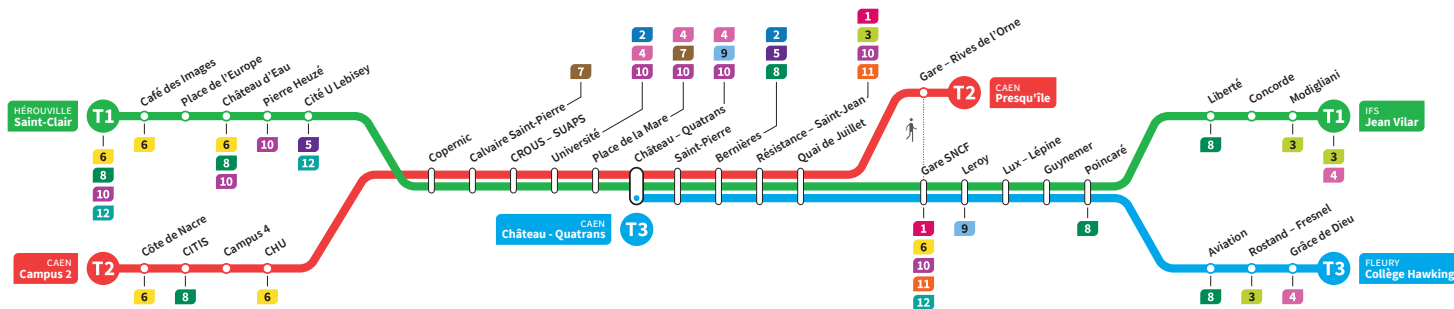 HÉROUVILLE
Saint-Clair
T1
6
8
10
12
Café des Images
6
Place de l'Europe
Château d'Eau
6
8
10
Pierre Heuzé
10
Cité U Lebisey
5
12
CAEN
Campus 2
T2
Côte de Nacre
6
CITIS
8
Campus 4
CHU
6
Copernic
Calvaire Saint-Pierre
7
CROUS – SUAPS
Université
2
4
10
Place de la Mare
4
7
10
Château – Quatrans
4
9
10
CAEN
Château - Quatrans
T3
Saint-Pierre
Bernières
2
5
8
Résistance – Saint-Jean
1
3
10
11
Quai de Juillet
Gare – Rives de l'Orne
T2
CAEN
Presqu'île
Gare SNCF
1
6
10
11
12
Leroy
9
Lux – Lépine
Guynemer
Poincaré
8
Liberté
8
Concorde
Modigliani
3
T1
3
4
IFS
Jean Vilar
Aviation
8
Rostand – Fresnel
3
Grâce de Dieu
4
T3
FLEURY
Collège Hawking